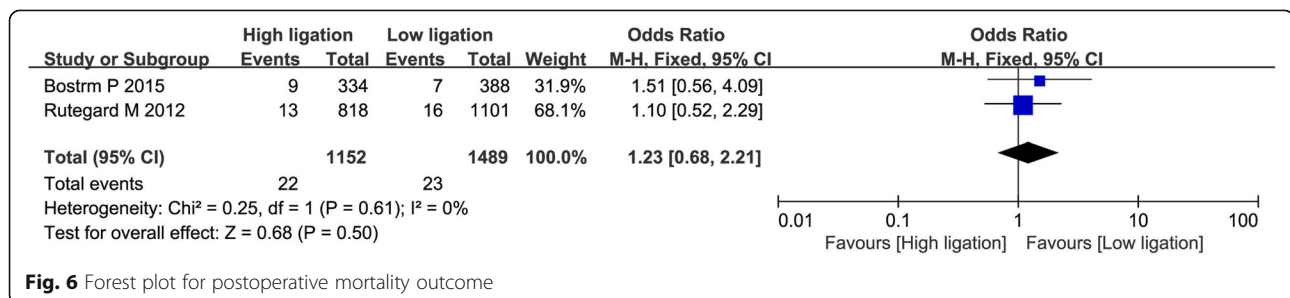 High ligation Low ligation Odds Ratio Odds Ratio
Study or Subgroup Events Total Events Total Weight M-H, Fixed, 95% CI M-H, Fixed, 95% CI
Bostrm P 2015 9 334 7 388 31.9% 1.51 [0.56, 4.09]
Rutegard M 2012 13 818 16 1101 68.1% 1.10 [0.52, 2.29]
Total (95% CI) 1152 1489 100.0% 1.23 [0.68, 2.21]
Total events 22 23
Heterogeneity: Chi² = 0.25, df = 1 (P = 0.61); I² = 0%
Test for overall effect: Z = 0.68 (P = 0.50)
0.01 0.1 1 10 100
Favours [High ligation] Favours [Low ligation]
Fig. 6 Forest plot for postoperative mortality outcome